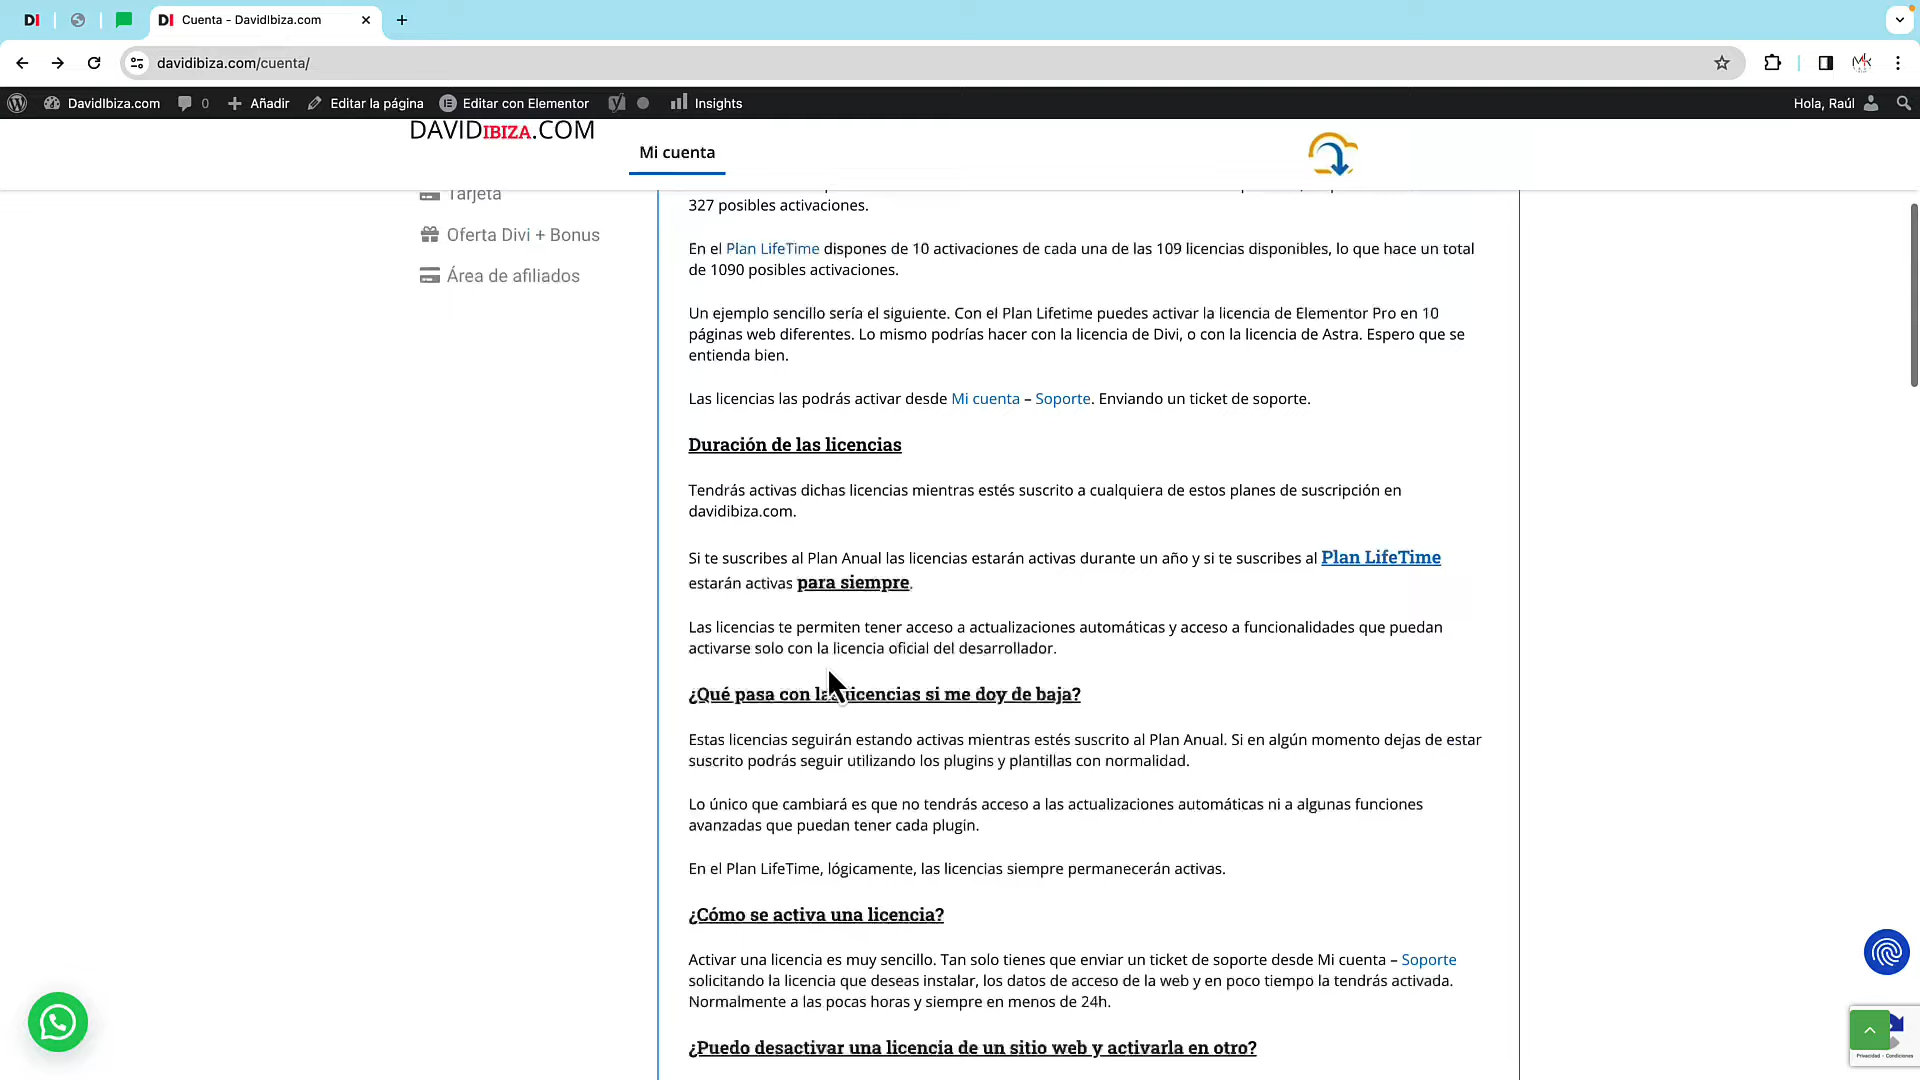 DI
DI Cuenta - DavidIbiza.com
davidibiza.com/cuenta/
DavidIbiza.com 0 Añadir Editar la página Editar con Elementor Insights Hola, Raúl
DAVIDIBIZA.COM
Mi cuenta
Tarjeta
Oferta Divi + Bonus
Área de afiliados
327 posibles activaciones.
En el Plan LifeTime dispones de 10 activaciones de cada una de las 109 licencias disponibles, lo que hace un total
de 1090 posibles activaciones.
Un ejemplo sencillo sería el siguiente. Con el Plan Lifetime puedes activar la licencia de Elementor Pro en 10
páginas web diferentes. Lo mismo podrías hacer con la licencia de Divi, o con la licencia de Astra. Espero que se
entienda bien.
Las licencias las podrás activar desde Mi cuenta – Soporte. Enviando un ticket de soporte.
Duración de las licencias
Tendrás activas dichas licencias mientras estés suscrito a cualquiera de estos planes de suscripción en
davidibiza.com.
Si te suscribes al Plan Anual las licencias estarán activas durante un año y si te suscribes al Plan LifeTime
estarán activas para siempre.
Las licencias te permiten tener acceso a actualizaciones automáticas y acceso a funcionalidades que puedan
activarse solo con la licencia oficial del desarrollador.
¿Qué pasa con las licencias si me doy de baja?
Estas licencias seguirán estando activas mientras estés suscrito al Plan Anual. Si en algún momento dejas de estar
suscrito podrás seguir utilizando los plugins y plantillas con normalidad.
Lo único que cambiará es que no tendrás acceso a las actualizaciones automáticas ni a algunas funciones
avanzadas que puedan tener cada plugin.
En el Plan LifeTime, lógicamente, las licencias siempre permanecerán activas.
¿Cómo se activa una licencia?
Activar una licencia es muy sencillo. Tan solo tienes que enviar un ticket de soporte desde Mi cuenta – Soporte
solicitando la licencia que deseas instalar, los datos de acceso de la web y en poco tiempo la tendrás activada.
Normalmente a las pocas horas y siempre en menos de 24h.
¿Puedo desactivar una licencia de un sitio web y activarla en otro?
Privacidad - Condiciones